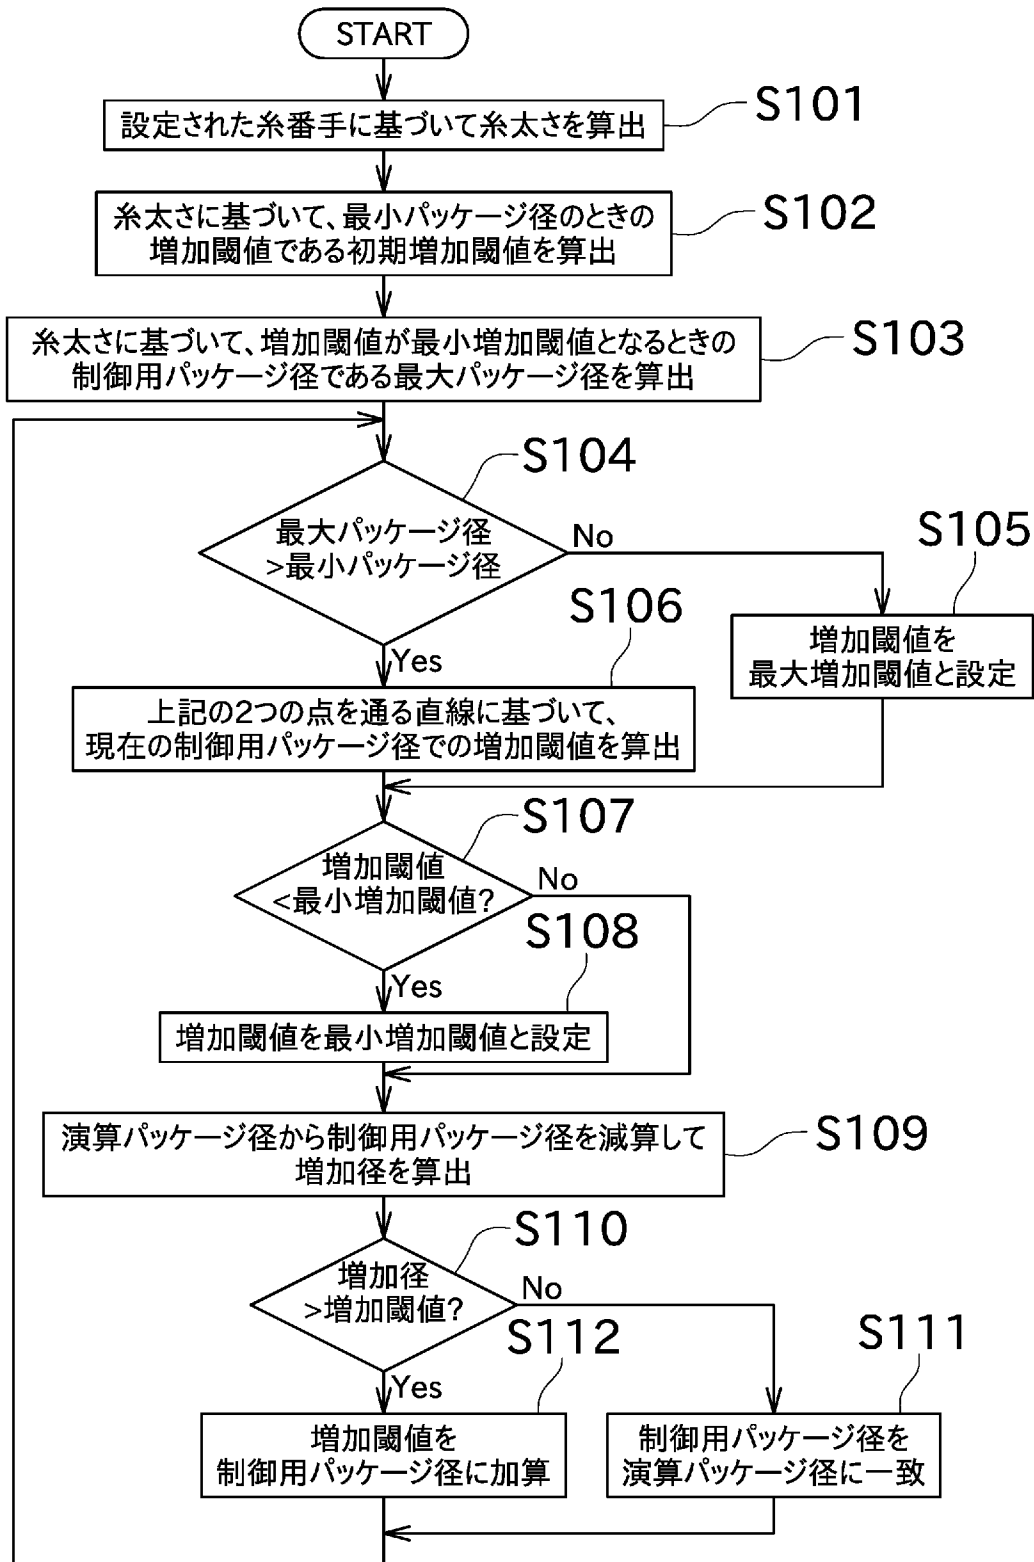 START
S101
設定された糸番手に基づいて糸太さを算出
S102
糸太さに基づいて、最小パッケージ径のときの
増加閾値である初期増加閾値を算出
S103
糸太さに基づいて、増加閾値が最小増加閾値となるときの
制御用パッケージ径である最大パッケージ径を算出
S104
最大パッケージ径
>最小パッケージ径
No
S105
増加閾値を
最大増加閾値と設定
Yes
S106
上記の2つの点を通る直線に基づいて、
現在の制御用パッケージ径での増加閾値を算出
S107
増加閾値
<最小増加閾値?
No
S108
Yes
増加閾値を最小増加閾値と設定
S109
演算パッケージ径から制御用パッケージ径を減算して
増加径を算出
S110
増加径
>増加閾値?
No
S111
制御用パッケージ径を
演算パッケージ径に一致
Yes
S112
増加閾値を
制御用パッケージ径に加算